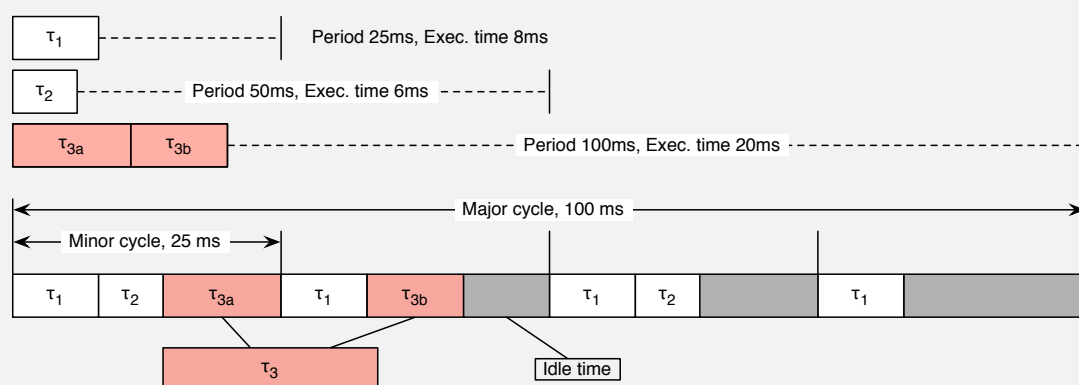 τ1
Period 25ms, Exec. time 8ms
τ2
Period 50ms, Exec. time 6ms
τ3a
τ3b
Period 100ms, Exec. time 20ms
Major cycle, 100 ms
Minor cycle, 25 ms
τ1
τ2
τ3a
τ1
τ3b
τ1
τ2
τ1
τ3
Idle time